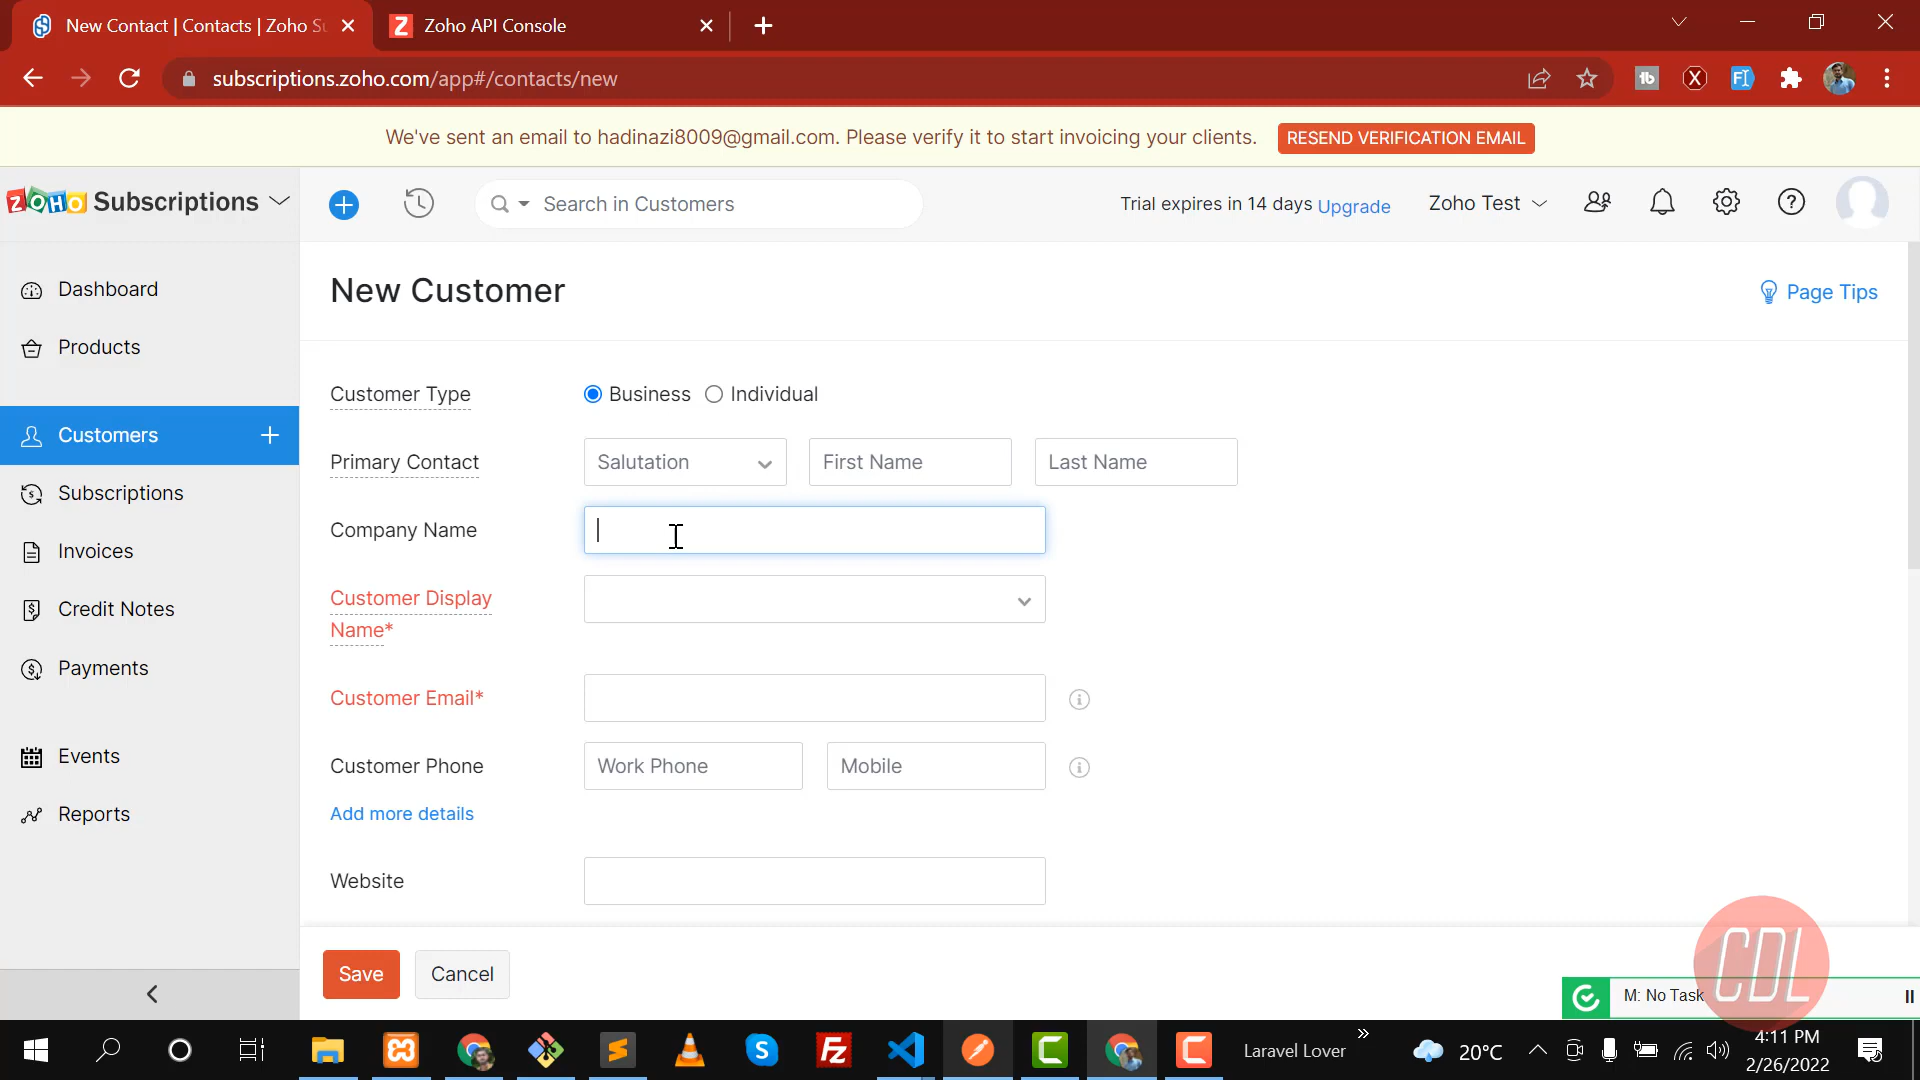 New Contact | Contacts | Zoho Su
Zoho API Console
subscriptions.zoho.com/app#/contacts/new
We've sent an email to hadinazi8009@gmail.com. Please verify it to start invoicing your clients.
RESEND VERIFICATION EMAIL
ZOHO Subscriptions
Search in Customers
Trial expires in 14 days Upgrade
Zoho Test
Dashboard
Products
Customers
Subscriptions
Invoices
Credit Notes
Payments
Events
Reports
New Customer
Page Tips
Customer Type
Business
Individual
Primary Contact
Salutation
First Name
Last Name
Company Name
Customer Display
Name*
Customer Email*
Customer Phone
Work Phone
Mobile
Add more details
Website
Save
Cancel
M: No Task
CDL
Laravel Lover
20°C
4:11 PM
2/26/2022